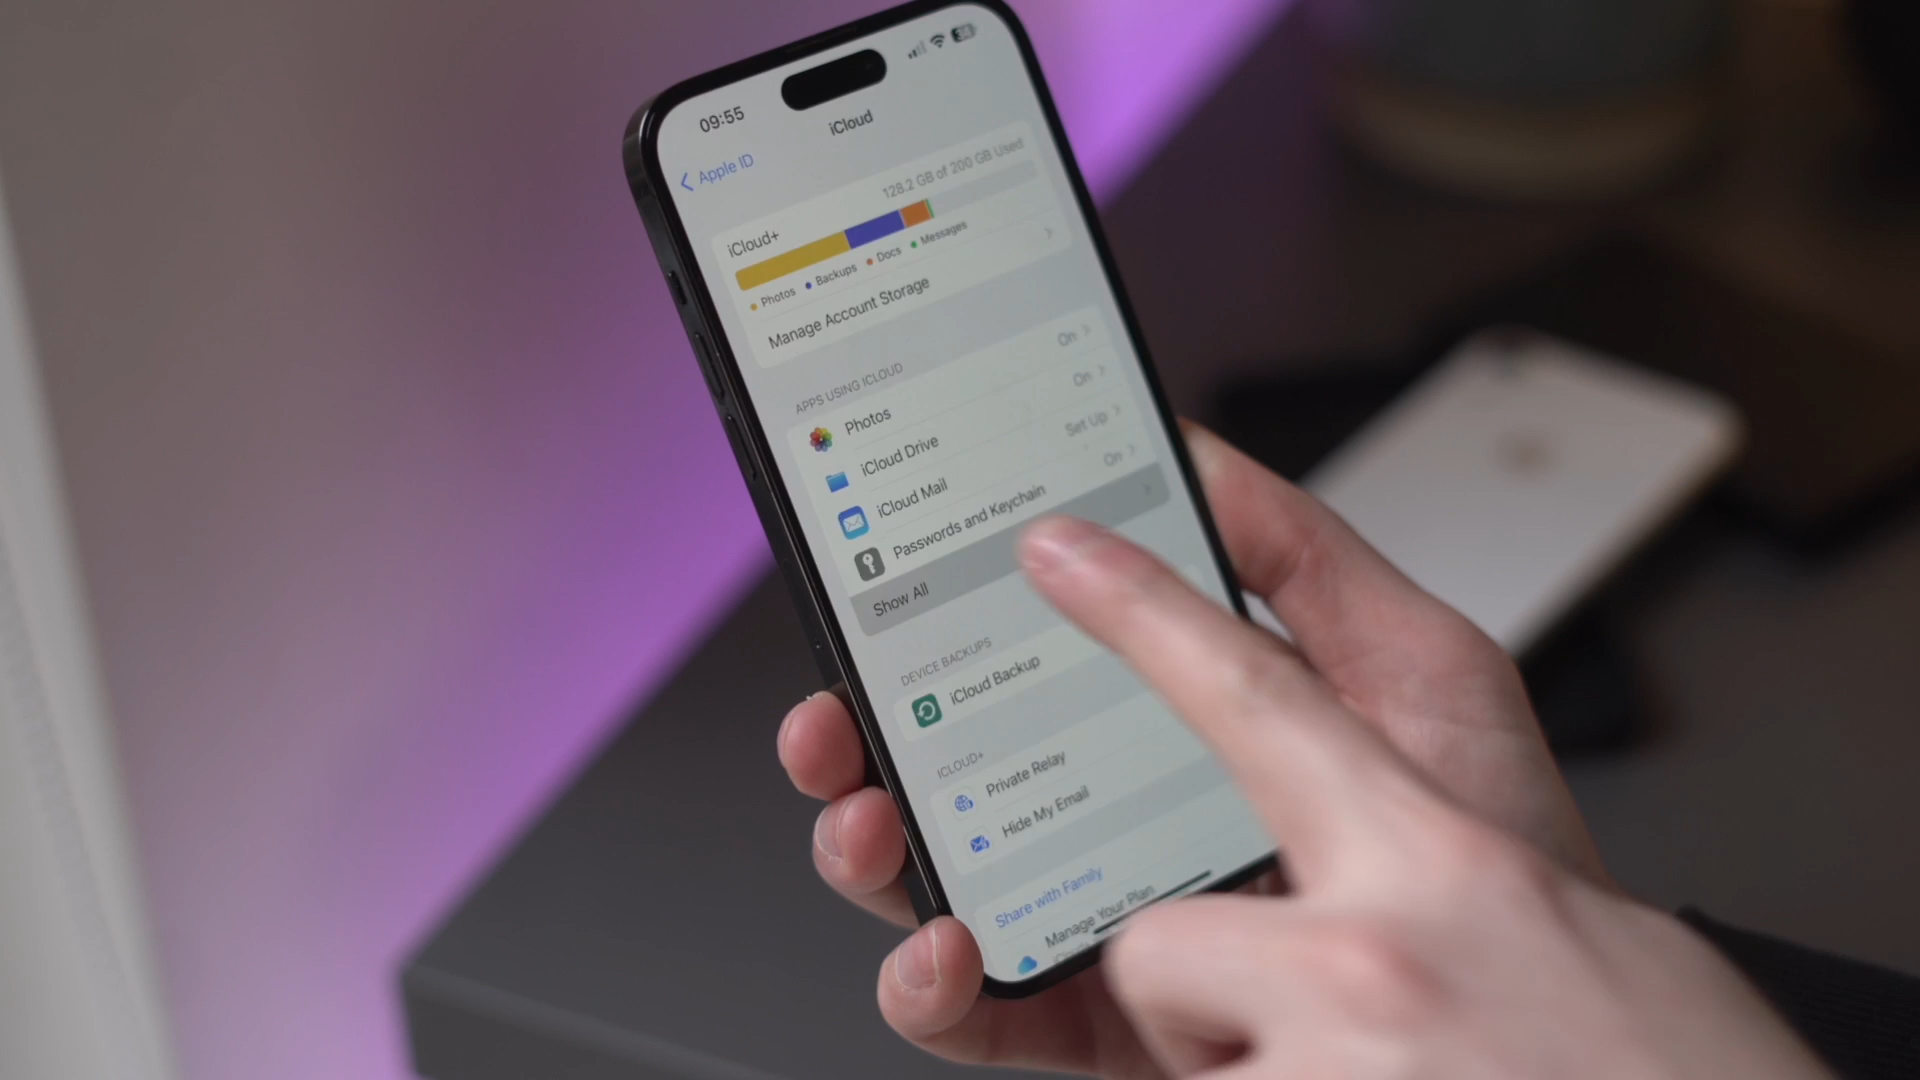 09:55
Apple ID
iCloud
iCloud+
128.2 GB of 200 GB Used
Photos
Backups
Docs
Messages
Manage Account Storage
APPS USING ICLOUD
Photos
On
iCloud Drive
On
iCloud Mail
Set Up
Passwords and Keychain
On
Show All
DEVICE BACKUPS
iCloud Backup
ICLOUD+
Private Relay
Hide My Email
Share with Family
Manage Your Plan